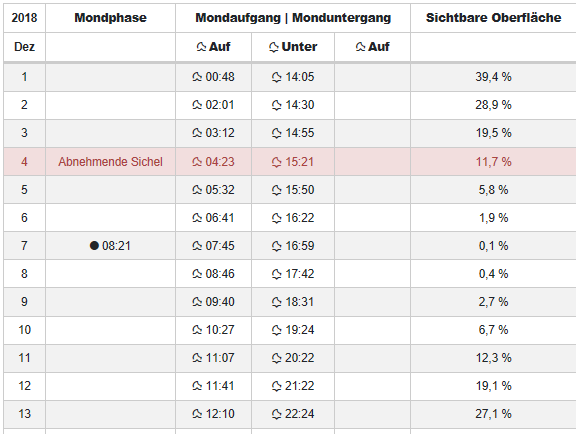 2018 Mondphase Mondaufgang | Monduntergang Sichtbare Oberfläche
Dez Auf Unter Auf
1 00:48 14:05 39,4 %
2 02:01 14:30 28,9 %
3 03:12 14:55 19,5 %
4 Abnehmende Sichel 04:23 15:21 11,7 %
5 05:32 15:50 5,8 %
6 06:41 16:22 1,9 %
7 08:21 07:45 16:59 0,1 %
8 08:46 17:42 0,4 %
9 09:40 18:31 2,7 %
10 10:27 19:24 6,7 %
11 11:07 20:22 12,3 %
12 11:41 21:22 19,1 %
13 12:10 22:24 27,1 %